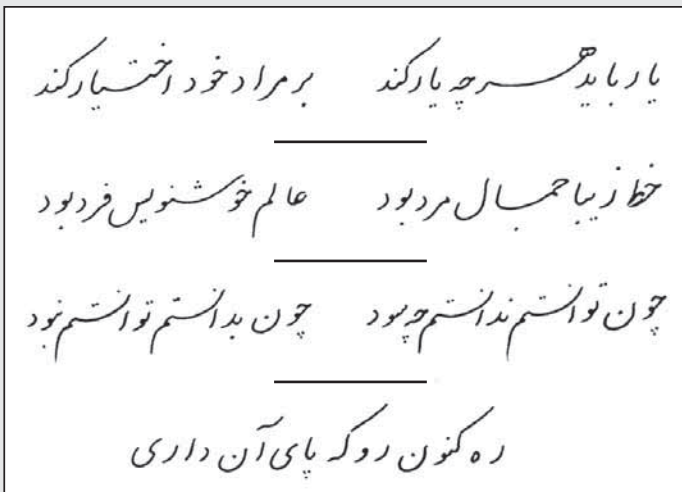 یار باید هر چه یار کند   بر مراد خود اختیار کند
خط زیبا جمال مرد بود   عالم خوشنویس فرد بود
چون توانستم ندانستم چه سود   چون بدانستم توانستم نبود
ره کنون رو که پای آن داری